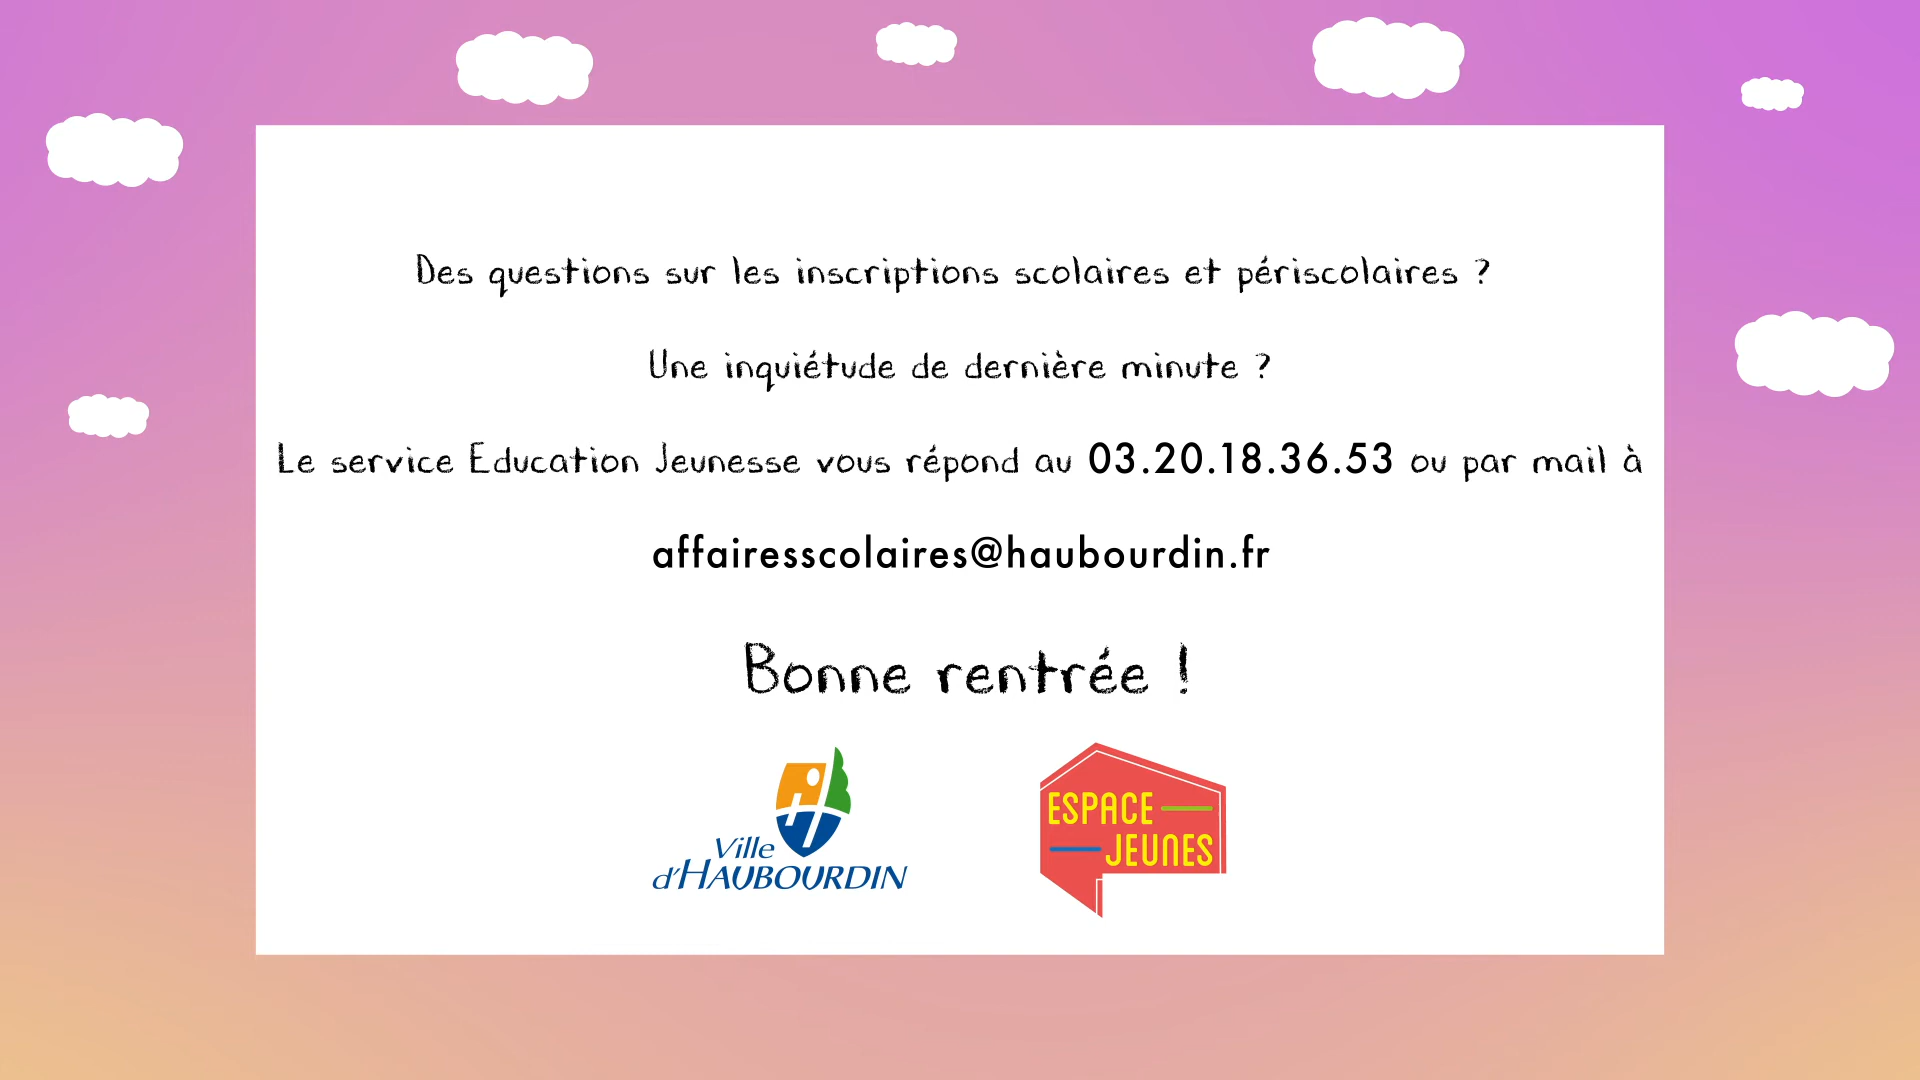 Des questions sur les inscriptions scolaires et périscolaires ?
Une inquiétude de dernière minute ?
Le service Education Jeunesse vous répond au 03.20.18.36.53 ou par mail à
affairesscolaires@haubourdin.fr
Bonne rentrée !
Ville
d'HAUBOURDIN
ESPACE
JEUNES